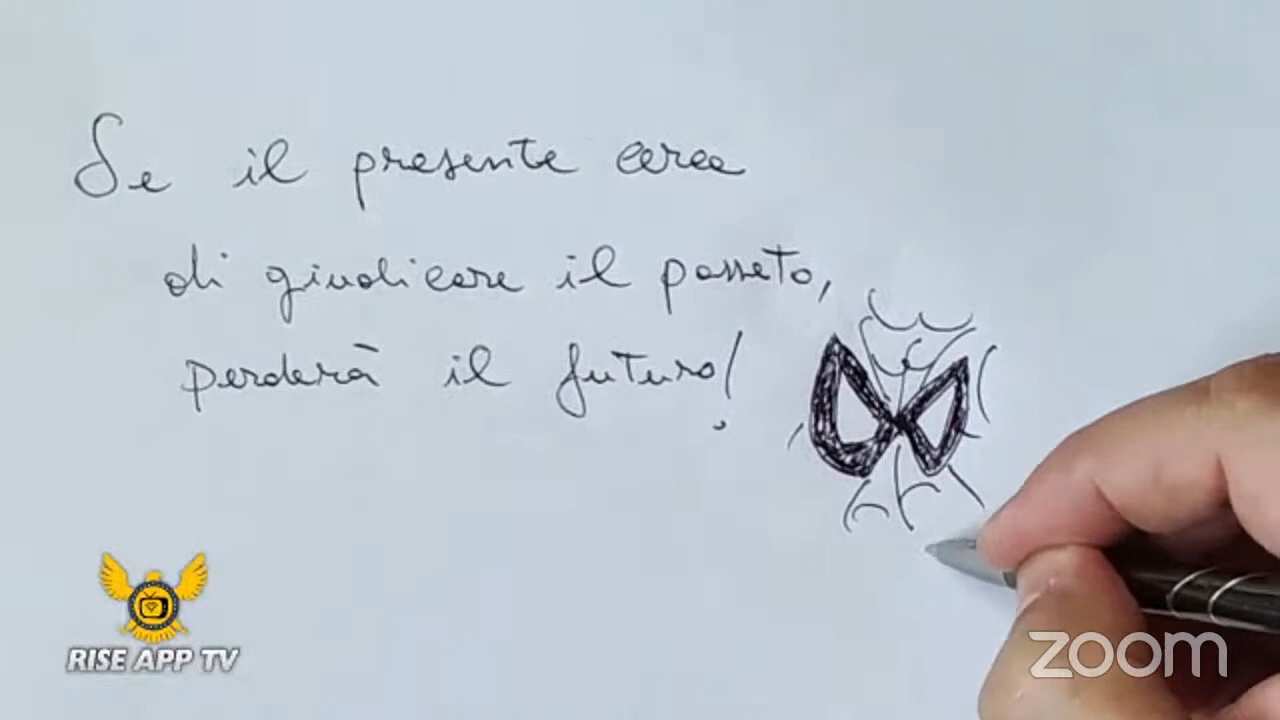 Se il presente cerca
di giudicare il passato,
perderà il futuro!
RISE APP TV
zoom